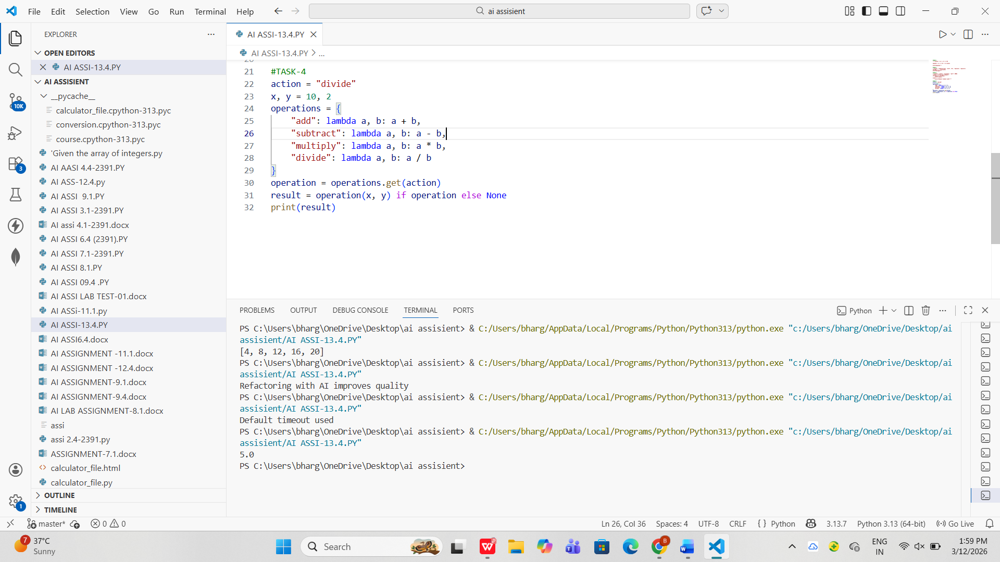 File Edit Selection View Go Run Terminal Help
ai assisient
EXPLORER
OPEN EDITORS
AI ASSI-13.4.PY
AI ASSISIENT
__pycache__
calculator_file.cpython-313.pyc
conversion.cpython-313.pyc
course.cpython-313.pyc
'Given the array of integers.py
AI AASI 4.4-2391.PY
AI ASS-12.4.py
AI ASSI  9.1.PY
AI ASSI 3.1-2391.PY
AI assi 4.1-2391.docx
AI ASSI 6.4 (2391).PY
AI ASSI 7.1-2391.PY
AI ASSI 8.1.PY
AI ASSI 09.4 .PY
AI ASSI LAB TEST-01.docx
AI ASSi-11.1.py
AI ASSI-13.4.PY
AI ASSI6.4.docx
AI ASSIGNMENT -11.1.docx
AI ASSIGNMENT -12.4.docx
AI ASSIGNMENT-9.1.docx
AI ASSIGNMENT-9.4.docx
AI LAB ASSIGNMENT-8.1.docx
assi
assi 2.4-2391.py
ASSIGNMENT-7.1.docx
calculator_file.html
calculator_file.py
OUTLINE
TIMELINE
10K
3
1
AI ASSI-13.4.PY
AI ASSI-13.4.PY > ...
21 #TASK-4
22 action = "divide"
23 x, y = 10, 2
24 operations = {
25     "add": lambda a, b: a + b,
26     "subtract": lambda a, b: a - b,
27     "multiply": lambda a, b: a * b,
28     "divide": lambda a, b: a / b
29 }
30 operation = operations.get(action)
31 result = operation(x, y) if operation else None
32 print(result)
PROBLEMS OUTPUT DEBUG CONSOLE TERMINAL PORTS
Python
PS C:\Users\bharg\OneDrive\Desktop\ai assisient> & C:/Users/bharg/AppData/Local/Programs/Python/Python313/python.exe "c:/Users/bharg/OneDrive/Desktop/ai
assisient/AI ASSI-13.4.PY"
[4, 8, 12, 16, 20]
PS C:\Users\bharg\OneDrive\Desktop\ai assisient> & C:/Users/bharg/AppData/Local/Programs/Python/Python313/python.exe "c:/Users/bharg/OneDrive/Desktop/ai
assisient/AI ASSI-13.4.PY"
Refactoring with AI improves quality
PS C:\Users\bharg\OneDrive\Desktop\ai assisient> & C:/Users/bharg/AppData/Local/Programs/Python/Python313/python.exe "c:/Users/bharg/OneDrive/Desktop/ai
assisient/AI ASSI-13.4.PY"
Default timeout used
PS C:\Users\bharg\OneDrive\Desktop\ai assisient> & C:/Users/bharg/AppData/Local/Programs/Python/Python313/python.exe "c:/Users/bharg/OneDrive/Desktop/ai
assisient/AI ASSI-13.4.PY"
5.0
PS C:\Users\bharg\OneDrive\Desktop\ai assisient>
master* 0 0 Ln 26, Col 36 Spaces: 4 UTF-8 CRLF { } Python 3.13.7 Python 3.13 (64-bit) Go Live
7 37°C
Sunny
Search
ENG
IN
1:59 PM
3/12/2026